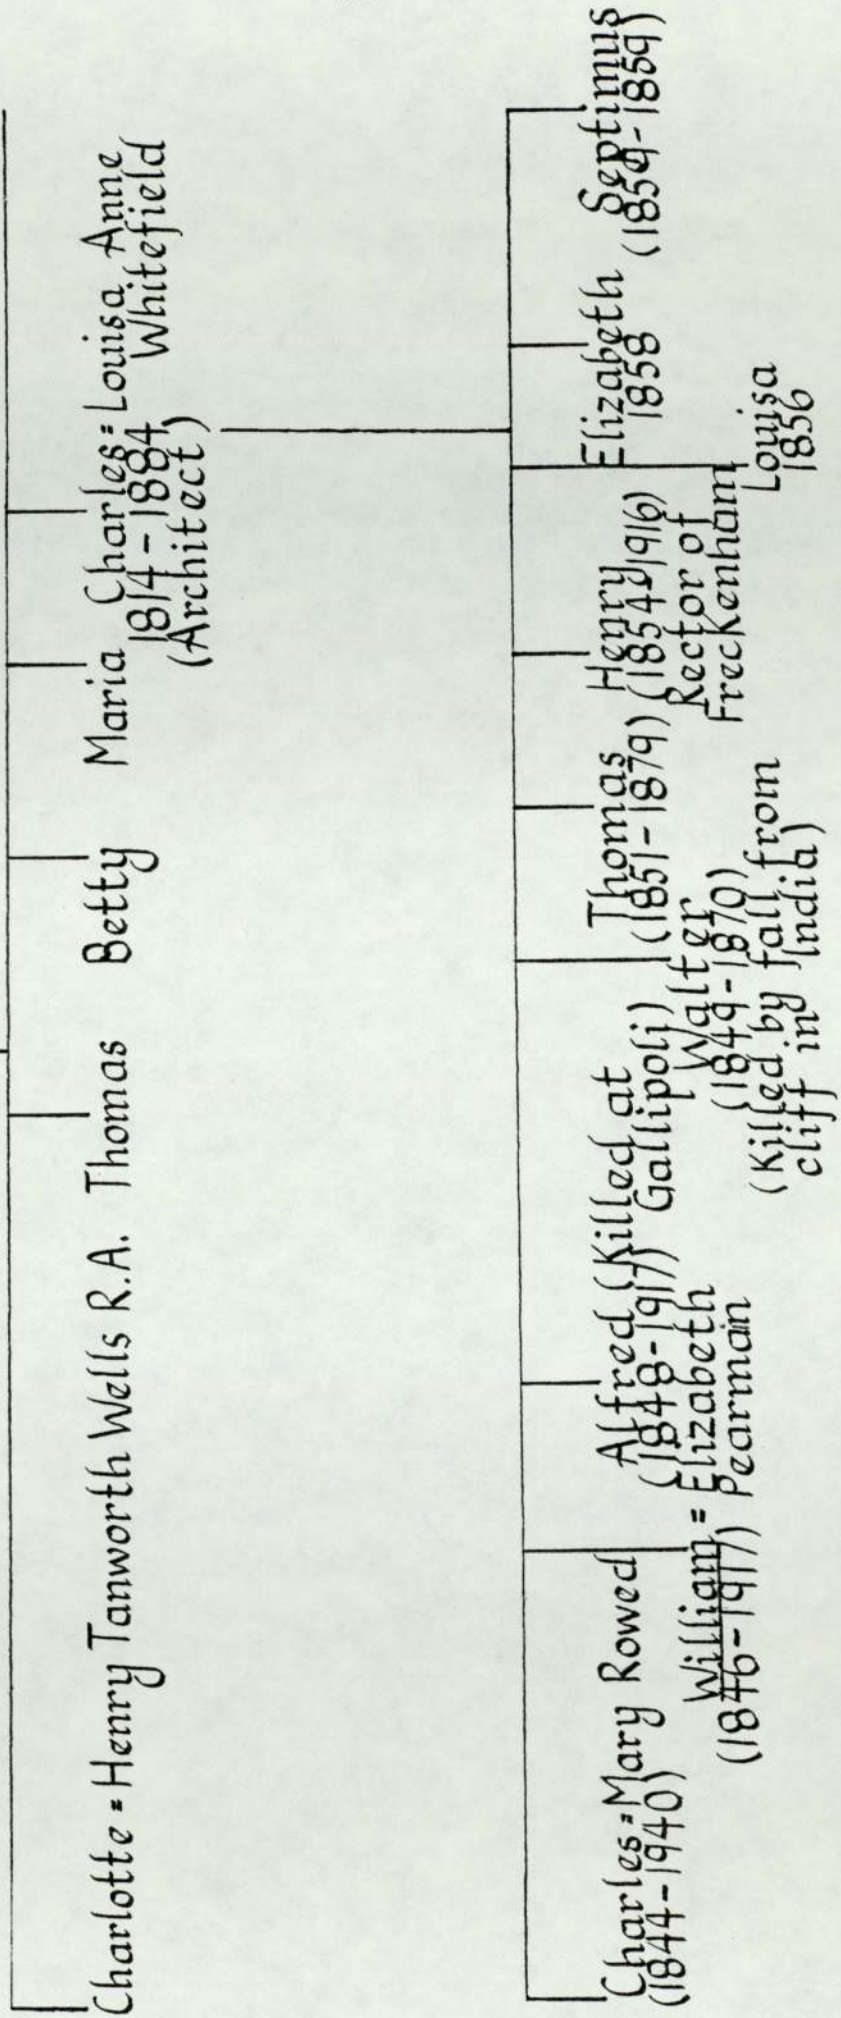 Charlotte = Henry Tanworth Wells R.A.
Thomas
Betty
Maria
Charles = Louisa Anne
1814 - 1884 Whitefield
(Architect)
Charles = Mary Rowed
(1844-1940)
William = Elizabeth
(1846-1917) Pearman
Alfred (Killed at
(1848-1917) Gallipoli)
Walter
(1849-1870)
(Killed by fall from
cliff in India)
Thomas
(1851-1879)
Henry
(1854-1916)
Rector of
Freckenham
Louisa
1856
Elizabeth
1858
Septimus
(1859-1859)